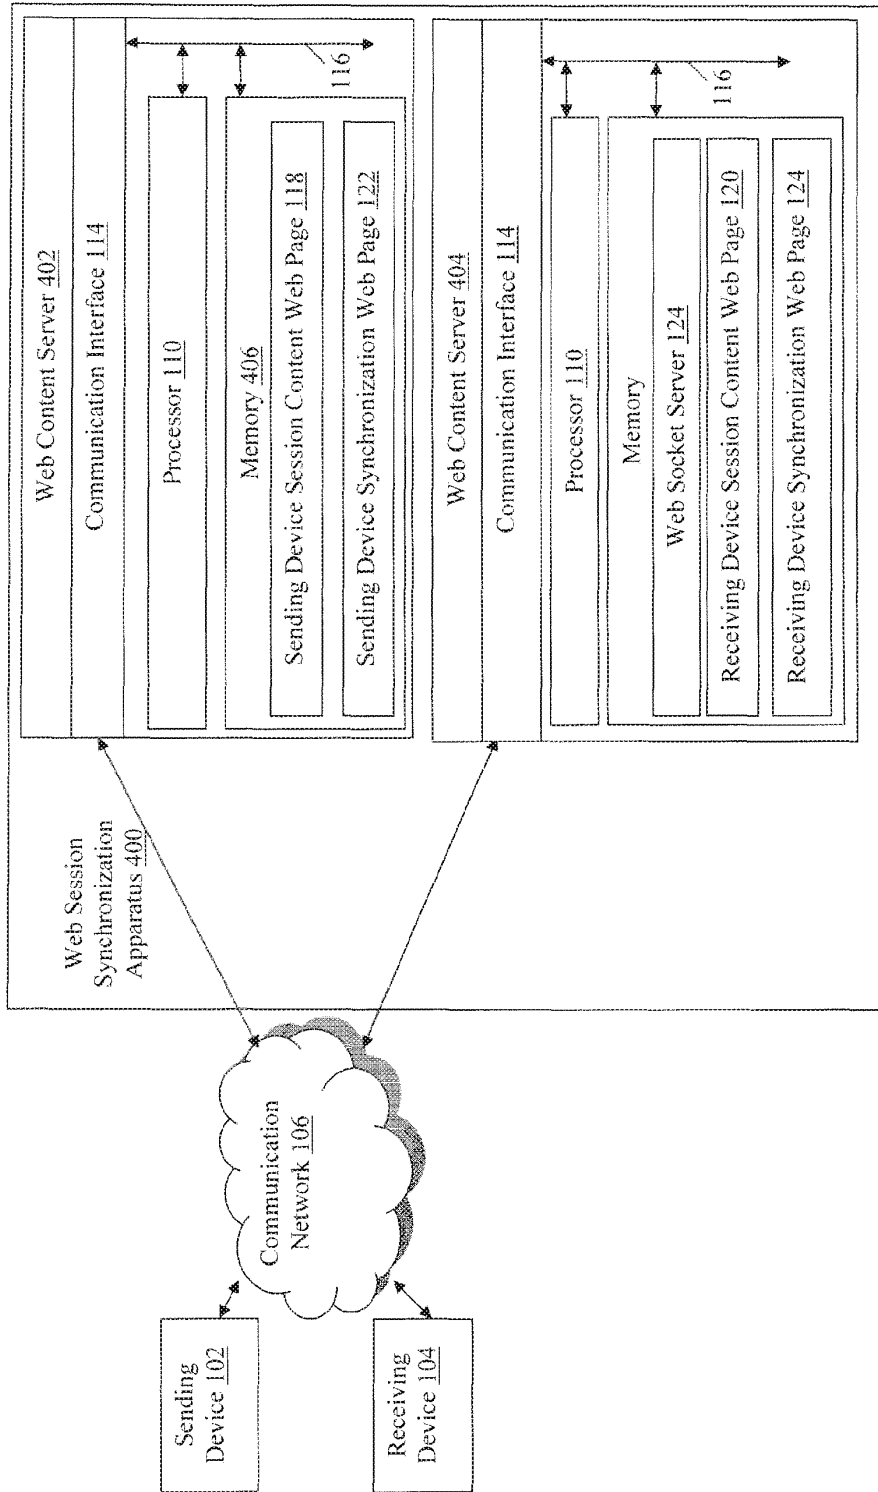 Sending
Device 102
Receiving
Device 104
Communication
Network 106
Web Session
Synchronization
Apparatus 400
Web Content Server 402
Communication Interface 114
116
Processor 110
Memory 406
Sending Device Session Content Web Page 118
Sending Device Synchronization Web Page 122
Web Content Server 404
Communication Interface 114
116
Processor 110
Memory
Web Socket Server 124
Receiving Device Session Content Web Page 120
Receiving Device Synchronization Web Page 124